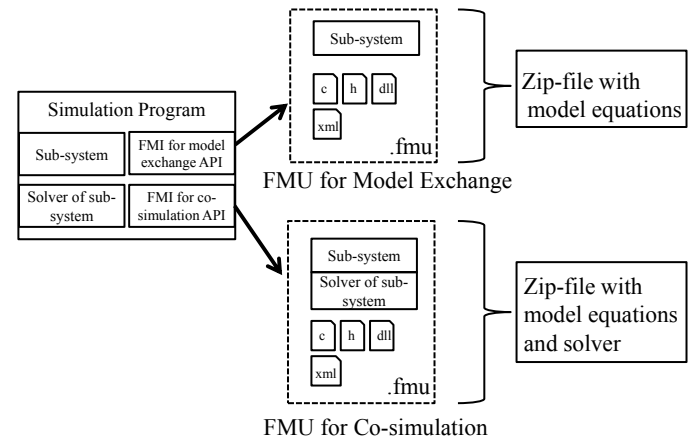 Simulation Program
Sub-system
FMI for model
exchange API
Solver of sub-
system
FMI for co-
simulation API
Sub-system
c
h
dll
xml
.fmu
FMU for Model Exchange
Zip-file with
model equations
Sub-system
Solver of sub-
system
c
h
dll
xml
.fmu
FMU for Co-simulation
Zip-file with
model equations
and solver